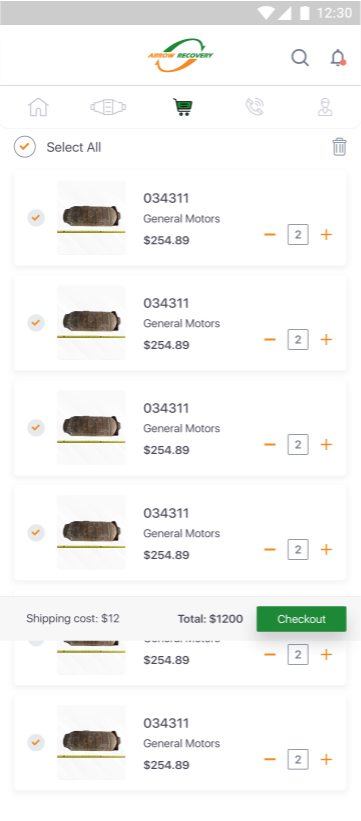 12:30
ARROW RECOVERY
Select All
034311
General Motors
$254.89
2
034311
General Motors
$254.89
2
034311
General Motors
$254.89
2
034311
General Motors
$254.89
2
Shipping cost: $12
Total: $1200
Checkout
General Motors
$254.89
2
034311
General Motors
$254.89
2